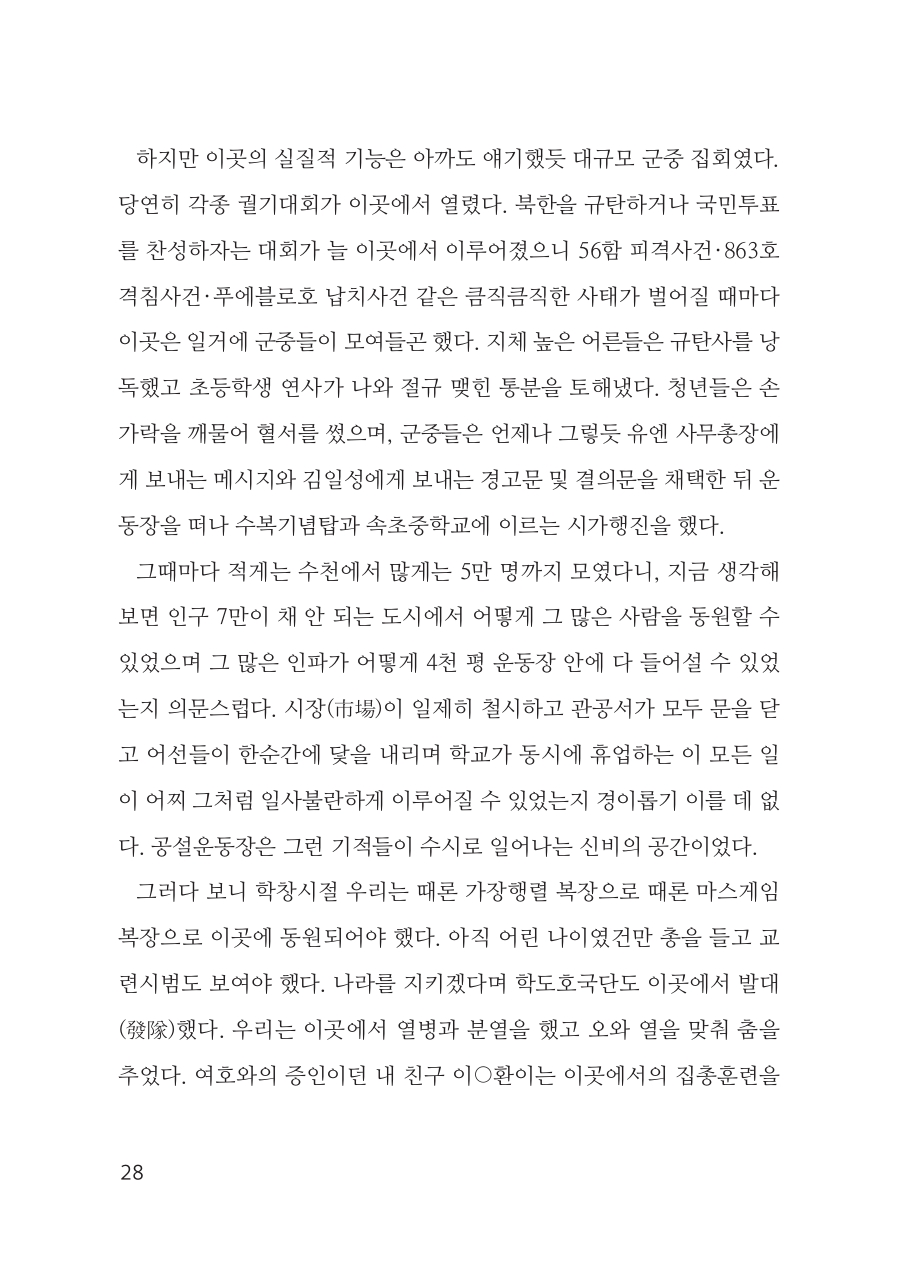 하지만 이곳의 실질적 기능은 아까도 얘기했듯 대규모 군중 집회였다.
당연히 각종 궐기대회가 이곳에서 열렸다. 북한을 규탄하거나 국민투표
를 찬성하자는 대회가 늘 이곳에서 이루어졌으니 56함 피격사건·863호
격침사건·푸에블로호 납치사건 같은 큼직큼직한 사태가 벌어질 때마다
이곳은 일거에 군중들이 모여들곤 했다. 지체 높은 어른들은 규탄사를 낭
독했고 초등학생 연사가 나와 절규 맺힌 통분을 토해냈다. 청년들은 손
가락을 깨물어 혈서를 썼으며, 군중들은 언제나 그렇듯 유엔 사무총장에
게 보내는 메시지와 김일성에게 보내는 경고문 및 결의문을 채택한 뒤 운
동장을 떠나 수복기념탑과 속초중학교에 이르는 시가행진을 했다.
그때마다 적게는 수천에서 많게는 5만 명까지 모였다니, 지금 생각해
보면 인구 7만이 채 안 되는 도시에서 어떻게 그 많은 사람을 동원할 수
있었으며 그 많은 인파가 어떻게 4천 평 운동장 안에 다 들어설 수 있었
는지 의문스럽다. 시장(市場)이 일제히 철시하고 관공서가 모두 문을 닫
고 어선들이 한순간에 닻을 내리며 학교가 동시에 휴업하는 이 모든 일
이 어찌 그처럼 일사불란하게 이루어질 수 있었는지 경이롭기 이를 데 없
다. 공설운동장은 그런 기적들이 수시로 일어나는 신비의 공간이었다.
그러다 보니 학창시절 우리는 때론 가장행렬 복장으로 때론 마스게임
복장으로 이곳에 동원되어야 했다. 아직 어린 나이였건만 총을 들고 교
련시범도 보여야 했다. 나라를 지키겠다며 학도호국단도 이곳에서 발대
(發隊)했다. 우리는 이곳에서 열병과 분열을 했고 오와 열을 맞춰 춤을
추었다. 여호와의 증인이던 내 친구 이○환이는 이곳에서의 집총훈련을
28